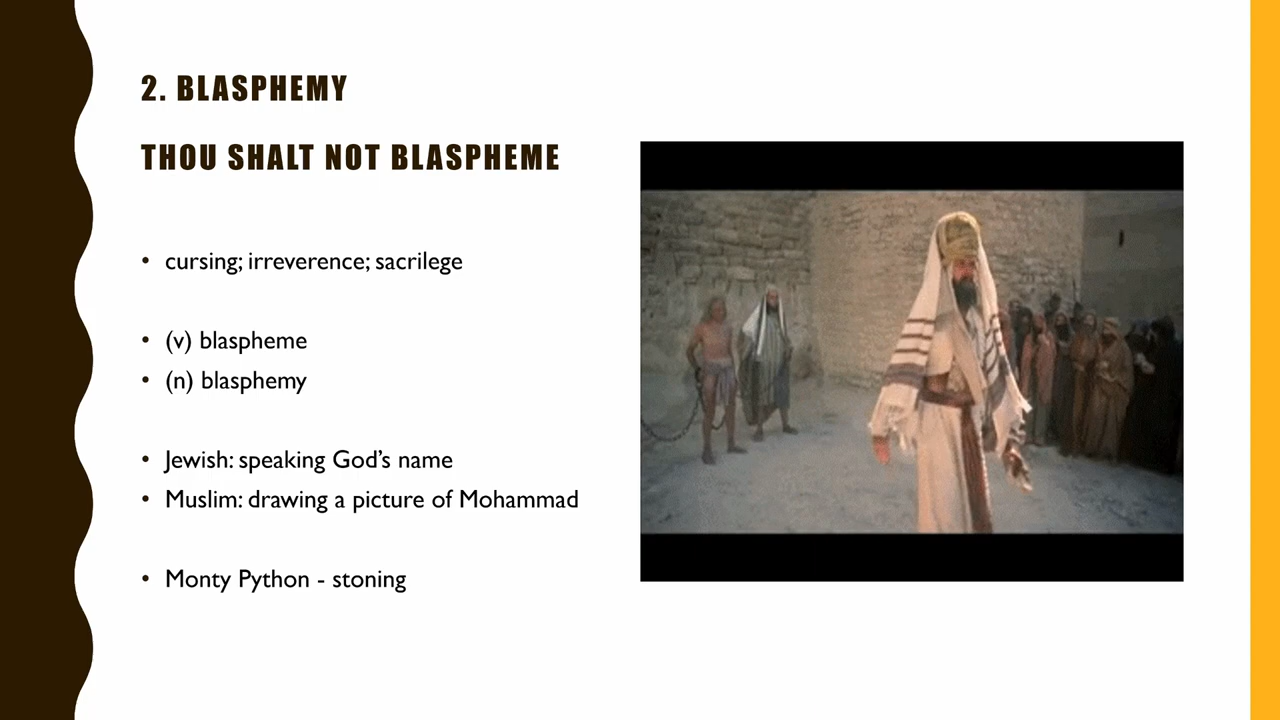 2. BLASPHEMY
THOU SHALT NOT BLASPHEME
• cursing; irreverence; sacrilege
• (v) blaspheme
• (n) blasphemy
• Jewish: speaking God’s name
• Muslim: drawing a picture of Mohammad
• Monty Python - stoning